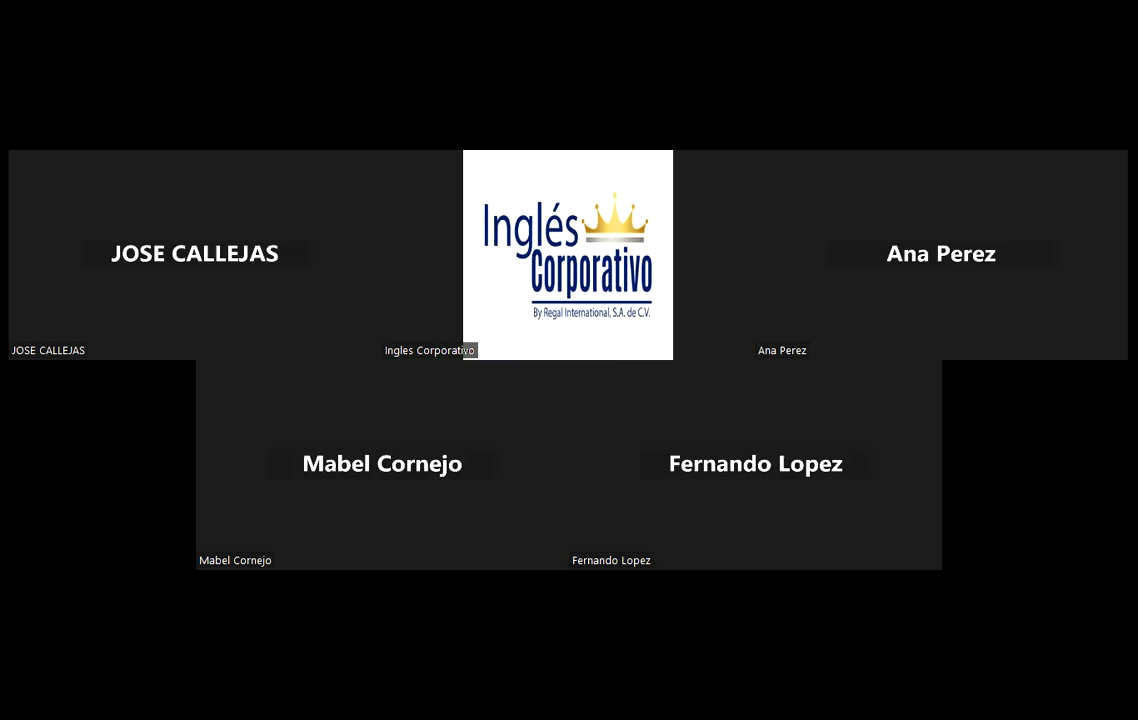 JOSE CALLEJAS
Inglés
Corporativo
By Regal International, S.A. de C.V.
Ana Perez
JOSE CALLEJAS
Ingles Corporativo
Ana Perez
Mabel Cornejo
Fernando Lopez
Mabel Cornejo
Fernando Lopez